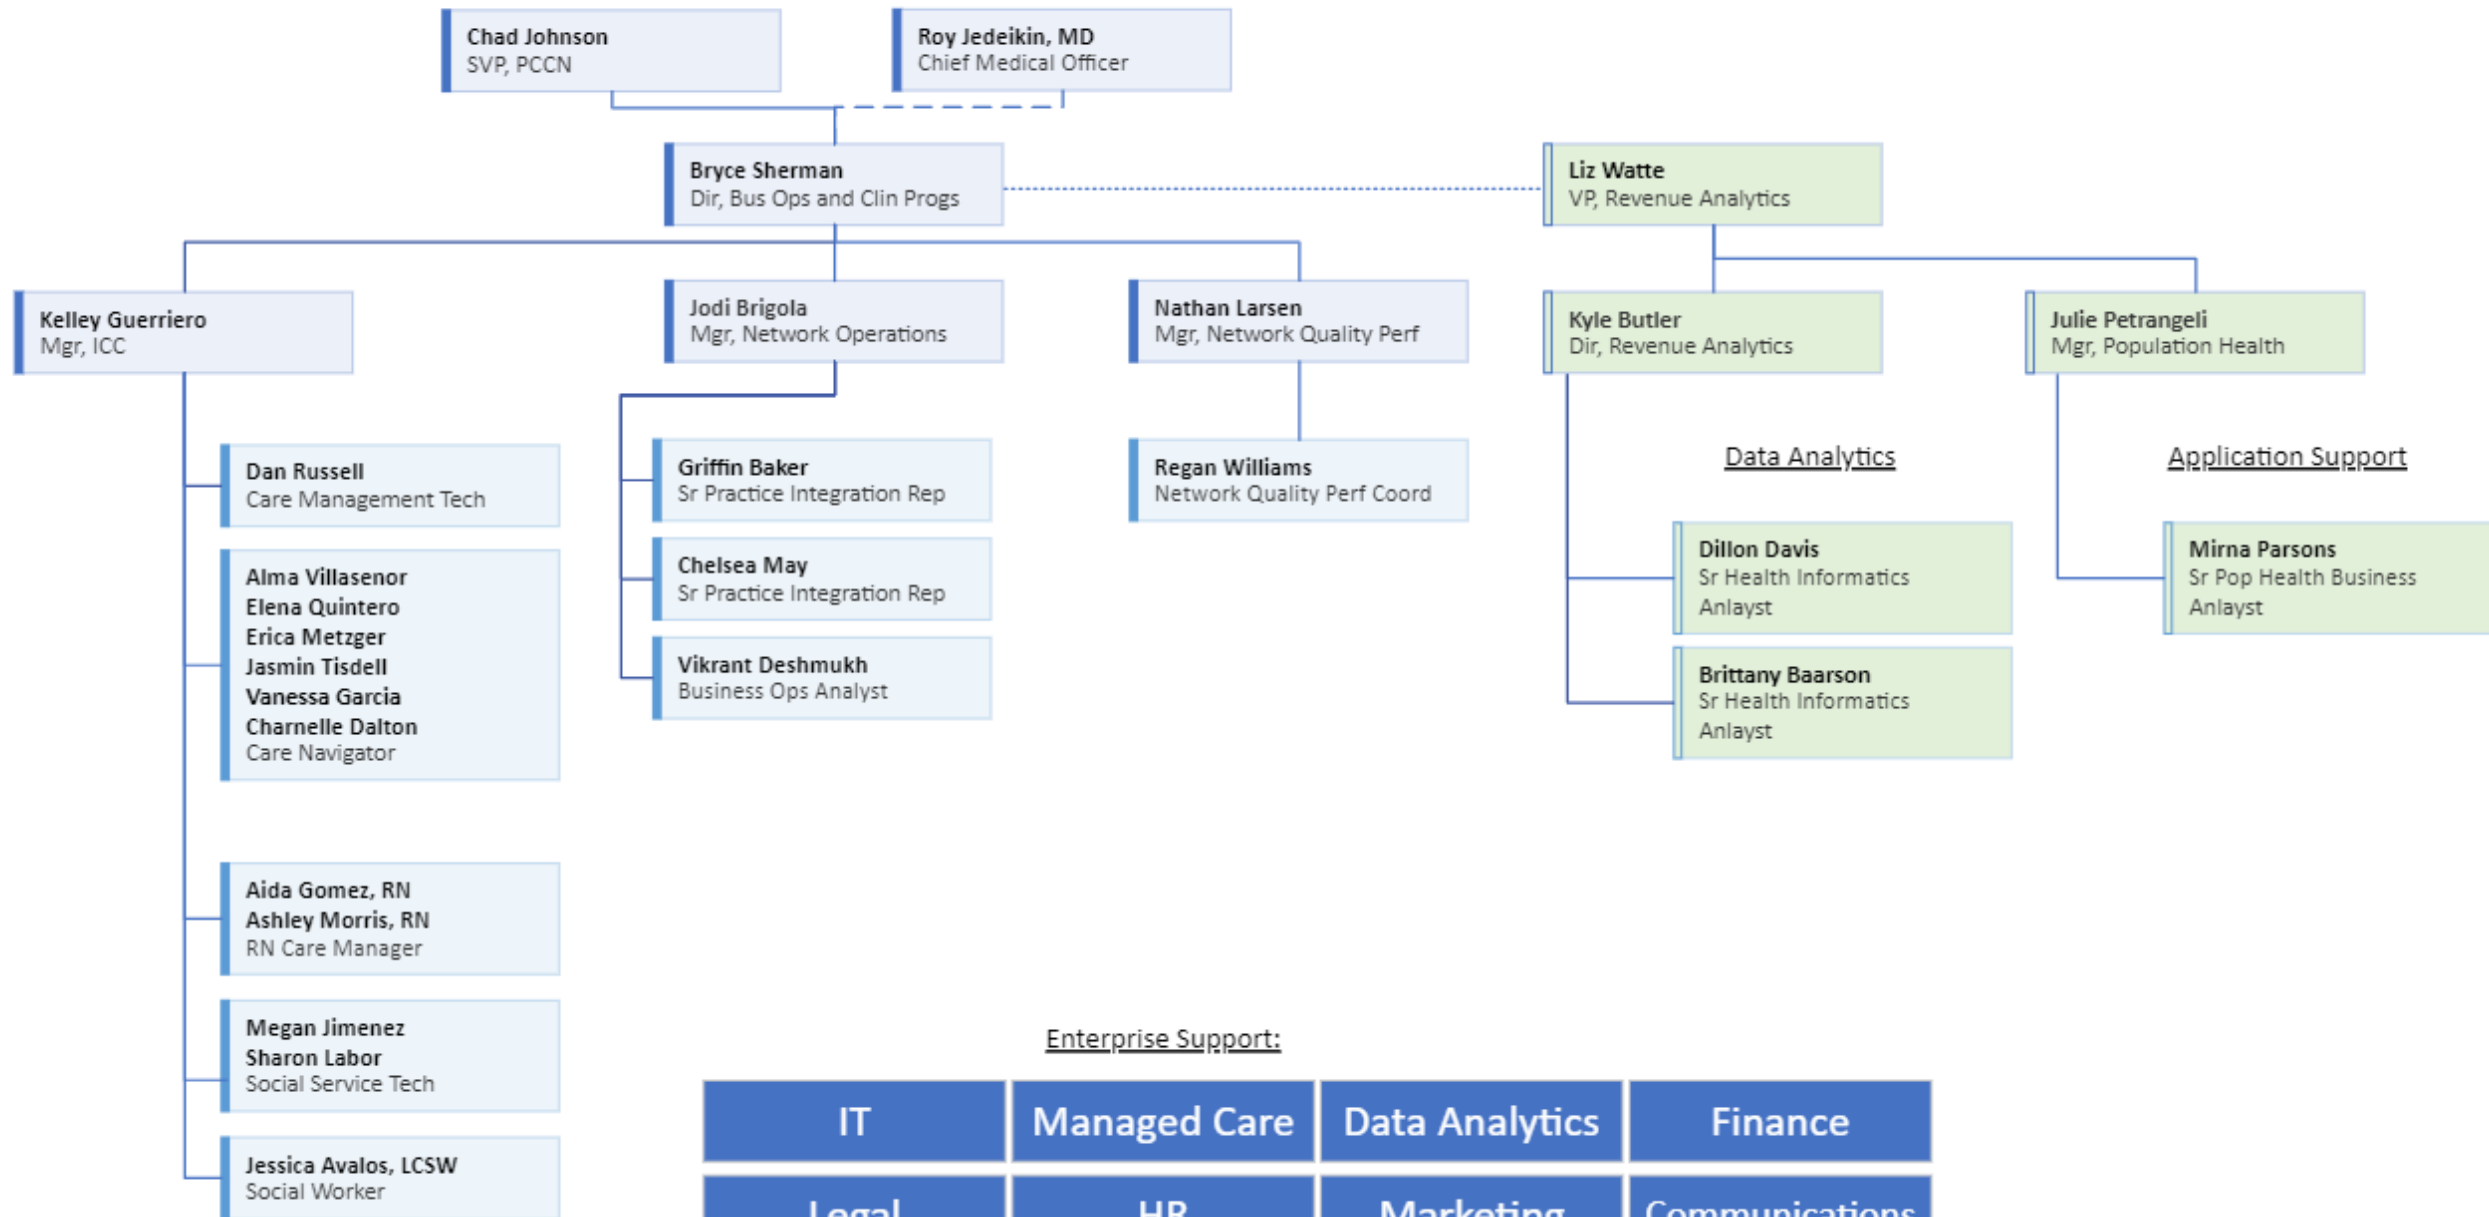 Chad Johnson
SVP, PCCN
Roy Jedeikin, MD
Chief Medical Officer
Bryce Sherman
Dir, Bus Ops and Clin Progs
Liz Watte
VP, Revenue Analytics
Kelley Guerriero
Mgr, ICC
Jodi Brigola
Mgr, Network Operations
Nathan Larsen
Mgr, Network Quality Perf
Kyle Butler
Dir, Revenue Analytics
Julie Petrangeli
Mgr, Population Health
Dan Russell
Care Management Tech
Alma Villasenor
Elena Quintero
Erica Metzger
Jasmin Tisdell
Vanessa Garcia
Charnelle Dalton
Care Navigator
Aida Gomez, RN
Ashley Morris, RN
RN Care Manager
Megan Jimenez
Sharon Labor
Social Service Tech
Jessica Avalos, LCSW
Social Worker
Griffin Baker
Sr Practice Integration Rep
Chelsea May
Sr Practice Integration Rep
Vikrant Deshmukh
Business Ops Analyst
Regan Williams
Network Quality Perf Coord
Data Analytics
Dillon Davis
Sr Health Informatics
Anlayst
Brittany Baarson
Sr Health Informatics
Anlayst
Application Support
Mirna Parsons
Sr Pop Health Business
Anlayst
Enterprise Support:
IT
Managed Care
Data Analytics
Finance
Legal
HR
Marketing
Communications